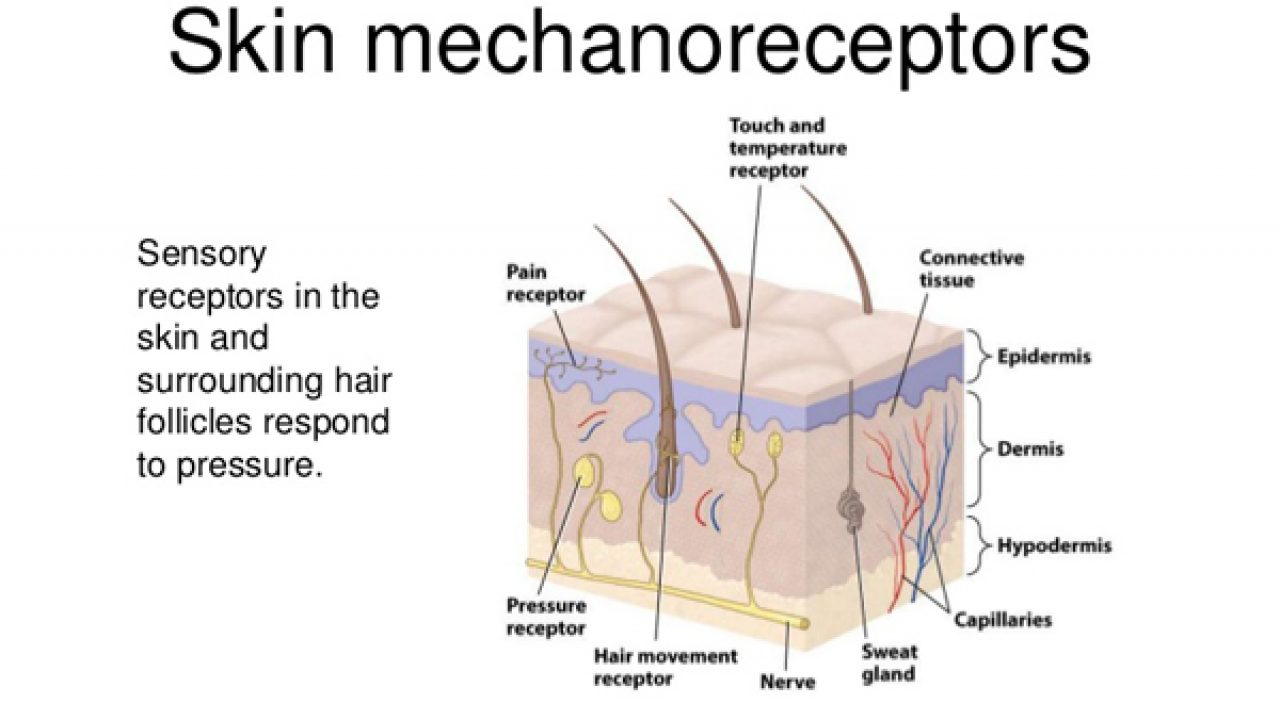 Skin mechanoreceptors
Sensory
receptors in the
skin and
surrounding hair
follicles respond
to pressure.
Touch and
temperature
receptor
Pain
receptor
Connective
tissue
Epidermis
Dermis
Hypodermis
Capillaries
Pressure
receptor
Hair movement
receptor
Nerve
Sweat
gland